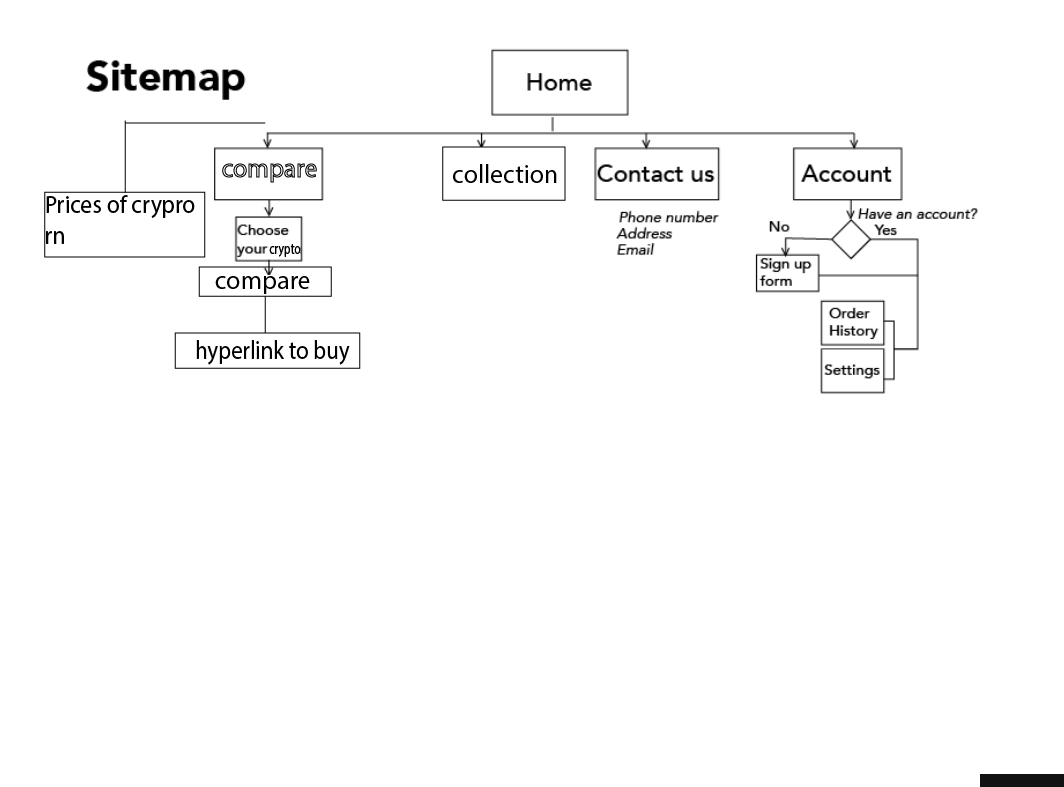 Sitemap
Home
compare
collection
Contact us
Account
Prices of crypro
rn
Choose
your crypto
compare
hyperlink to buy
Phone number
Address
Email
Have an account?
No
Yes
Sign up
form
Order
History
Settings